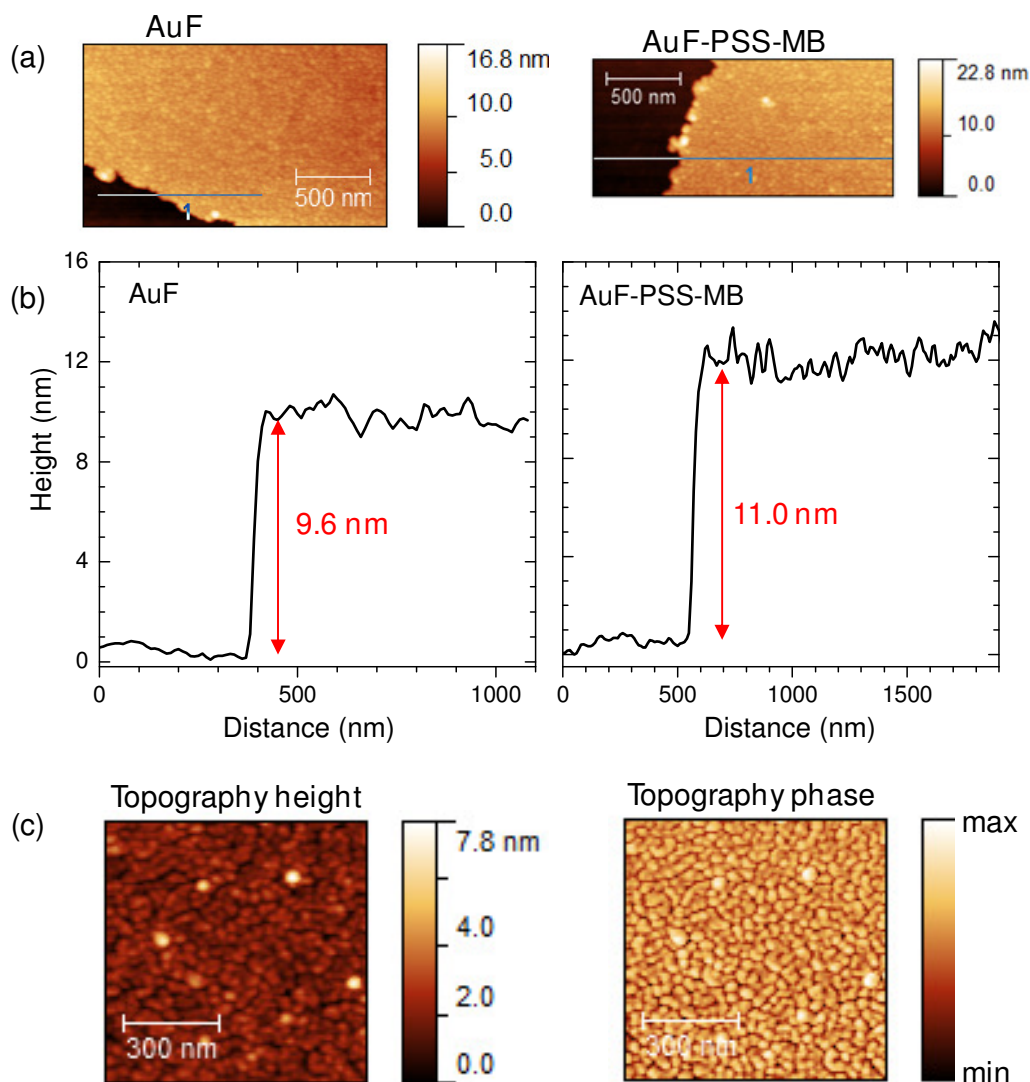 (a)
AuF
500 nm
1
16.8 nm
10.0
5.0
0.0
AuF-PSS-MB
500 nm
1
22.8 nm
10.0
0.0
(b)
Height (nm)
16
12
8
4
0
AuF
9.6 nm
0
500
1000
Distance (nm)
AuF-PSS-MB
11.0 nm
0
500
1000
1500
Distance (nm)
(c)
Topography height
300 nm
7.8 nm
4.0
2.0
0.0
Topography phase
300 nm
max
min